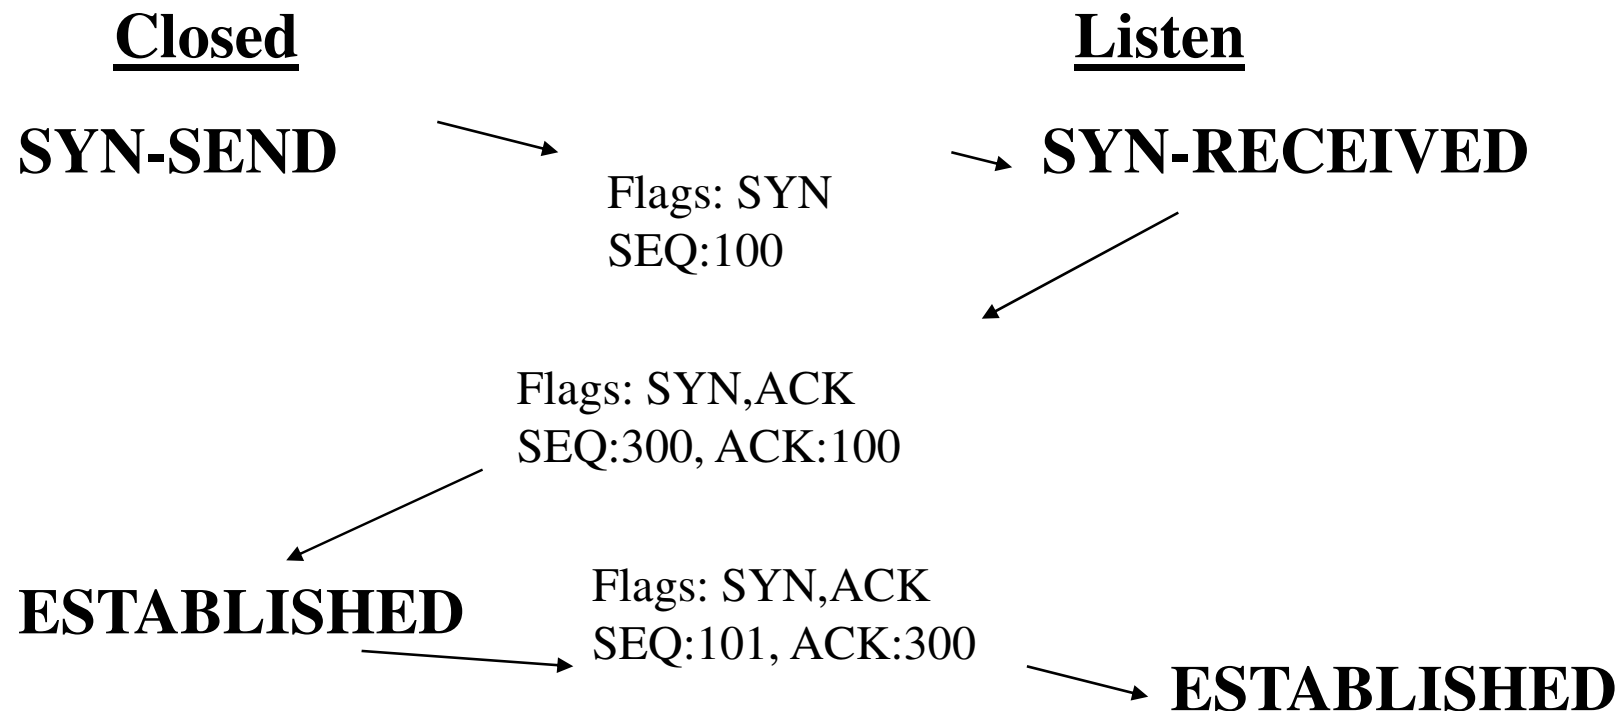 Closed
Listen
SYN-SEND
SYN-RECEIVED
Flags: SYN
SEQ:100
Flags: SYN,ACK
SEQ:300, ACK:100
ESTABLISHED
Flags: SYN,ACK
SEQ:101, ACK:300
ESTABLISHED